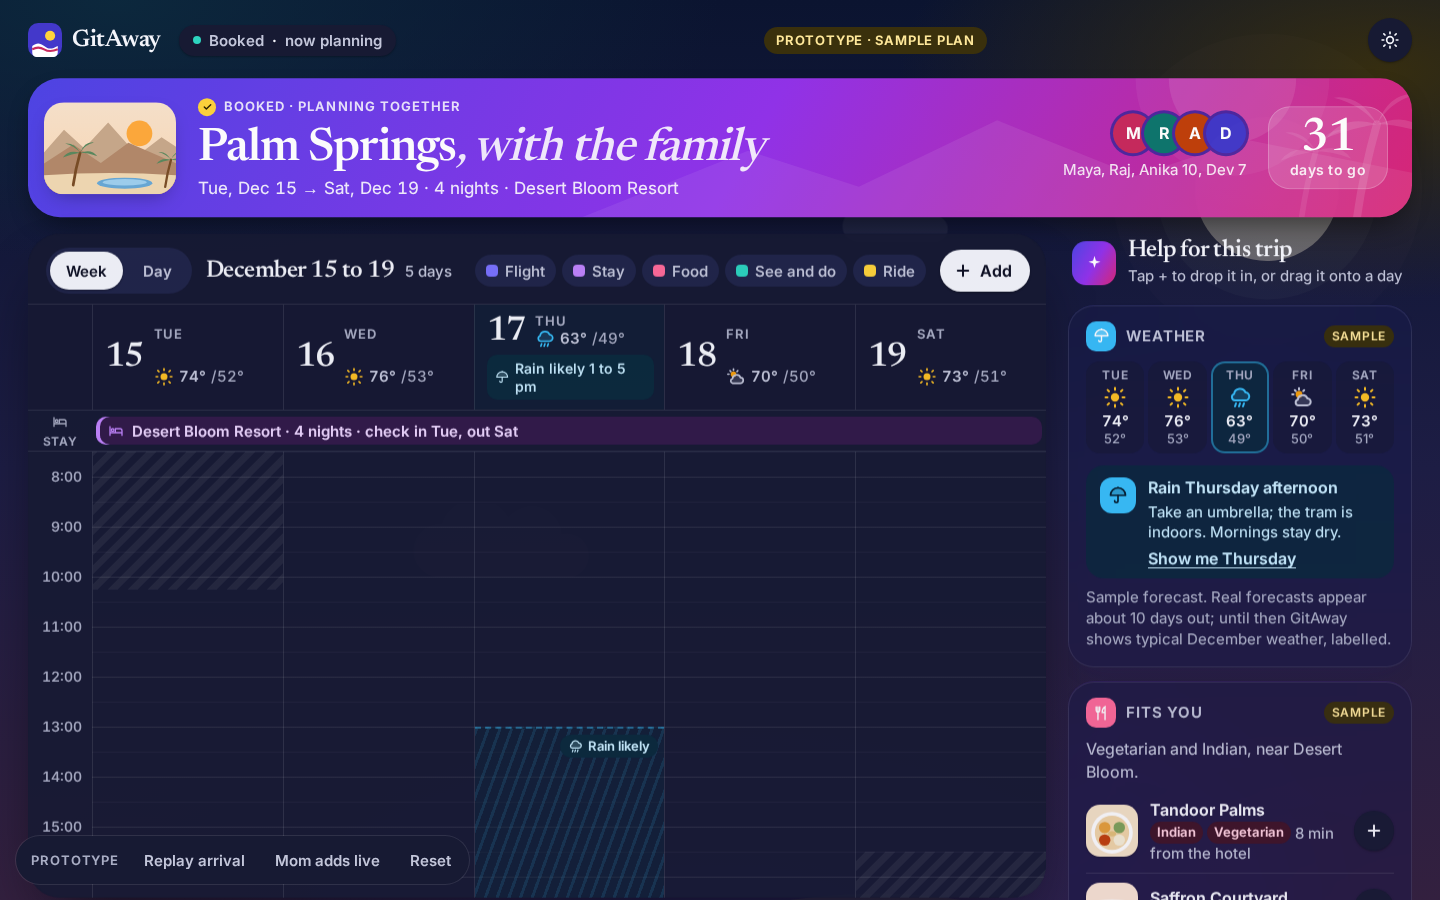 GitAway
Booked · now planning
PROTOTYPE · SAMPLE PLAN
BOOKED · PLANNING TOGETHER
Palm Springs, with the family
Tue, Dec 15 → Sat, Dec 19 · 4 nights · Desert Bloom Resort
M R A D
Maya, Raj, Anika 10, Dev 7
31
days to go
Week Day
December 15 to 19 5 days
Flight Stay Food See and do Ride
+ Add
15 TUE 74° /52°
16 WED 76° /53°
17 THU 63° /49°
Rain likely 1 to 5
pm
18 FRI 70° /50°
19 SAT 73° /51°
STAY
Desert Bloom Resort · 4 nights · check in Tue, out Sat
8:00
9:00
10:00
11:00
12:00
13:00
Rain likely
14:00
15:00
PROTOTYPE Replay arrival Mom adds live Reset
Help for this trip
Tap + to drop it in, or drag it onto a day
WEATHER SAMPLE
TUE WED THU FRI SAT
74° 76° 63° 70° 73°
52° 53° 49° 50° 51°
Rain Thursday afternoon
Take an umbrella; the tram is
indoors. Mornings stay dry.
Show me Thursday
Sample forecast. Real forecasts appear
about 10 days out; until then GitAway
shows typical December weather, labelled.
FITS YOU SAMPLE
Vegetarian and Indian, near Desert
Bloom.
Tandoor Palms
Indian Vegetarian 8 min
from the hotel
+
Saffron Courtyard